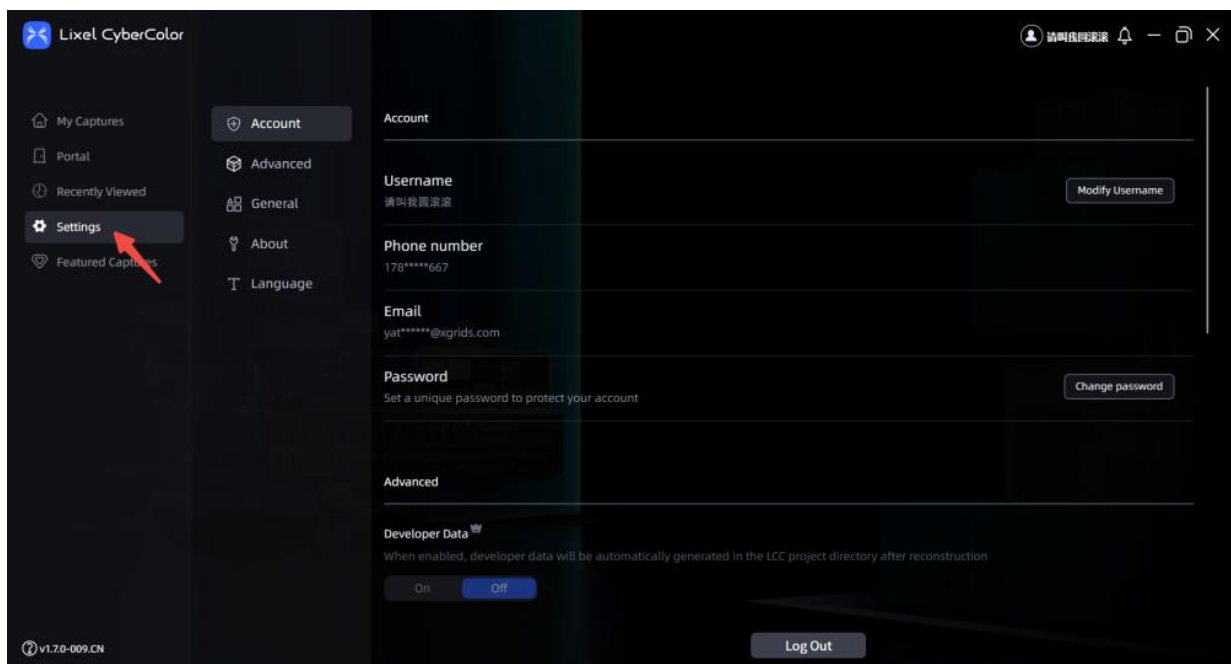 Lixel CyberColor
请叫我圆滚滚
My Captures
Portal
Recently Viewed
Settings
Featured Captures
Account
Advanced
General
About
Language
Account
Username
请叫我圆滚滚
Modify Username
Phone number
178*****667
Email
yat******@xgrids.com
Password
Set a unique password to protect your account
Change password
Advanced
Developer Data
When enabled, developer data will be automatically generated in the LCC project directory after reconstruction
On
Off
v1.7.0-009.CN
Log Out